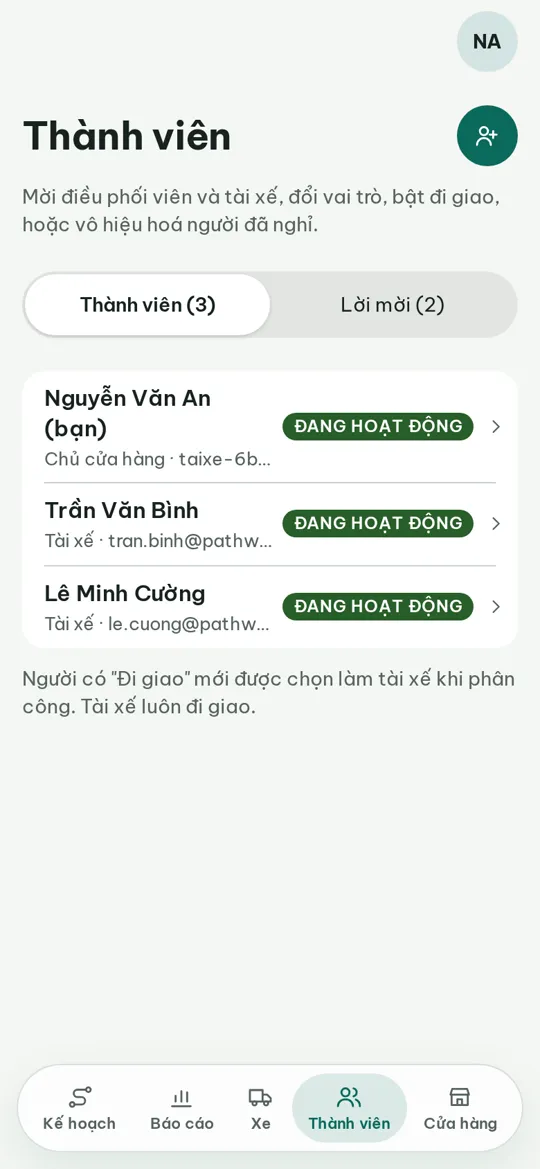 NA
Thành viên
Mời điều phối viên và tài xế, đổi vai trò, bật đi giao,
hoặc vô hiệu hoá người đã nghỉ.
Thành viên (3)
Lời mời (2)
Nguyễn Văn An
(bạn)
Chủ cửa hàng · taixe-6b...
ĐANG HOẠT ĐỘNG
Trần Văn Bình
Tài xế · tran.binh@pathw...
ĐANG HOẠT ĐỘNG
Lê Minh Cường
Tài xế · le.cuong@pathw...
ĐANG HOẠT ĐỘNG
Người có "Đi giao" mới được chọn làm tài xế khi phân
công. Tài xế luôn đi giao.
Kế hoạch
Báo cáo
Xe
Thành viên
Cửa hàng